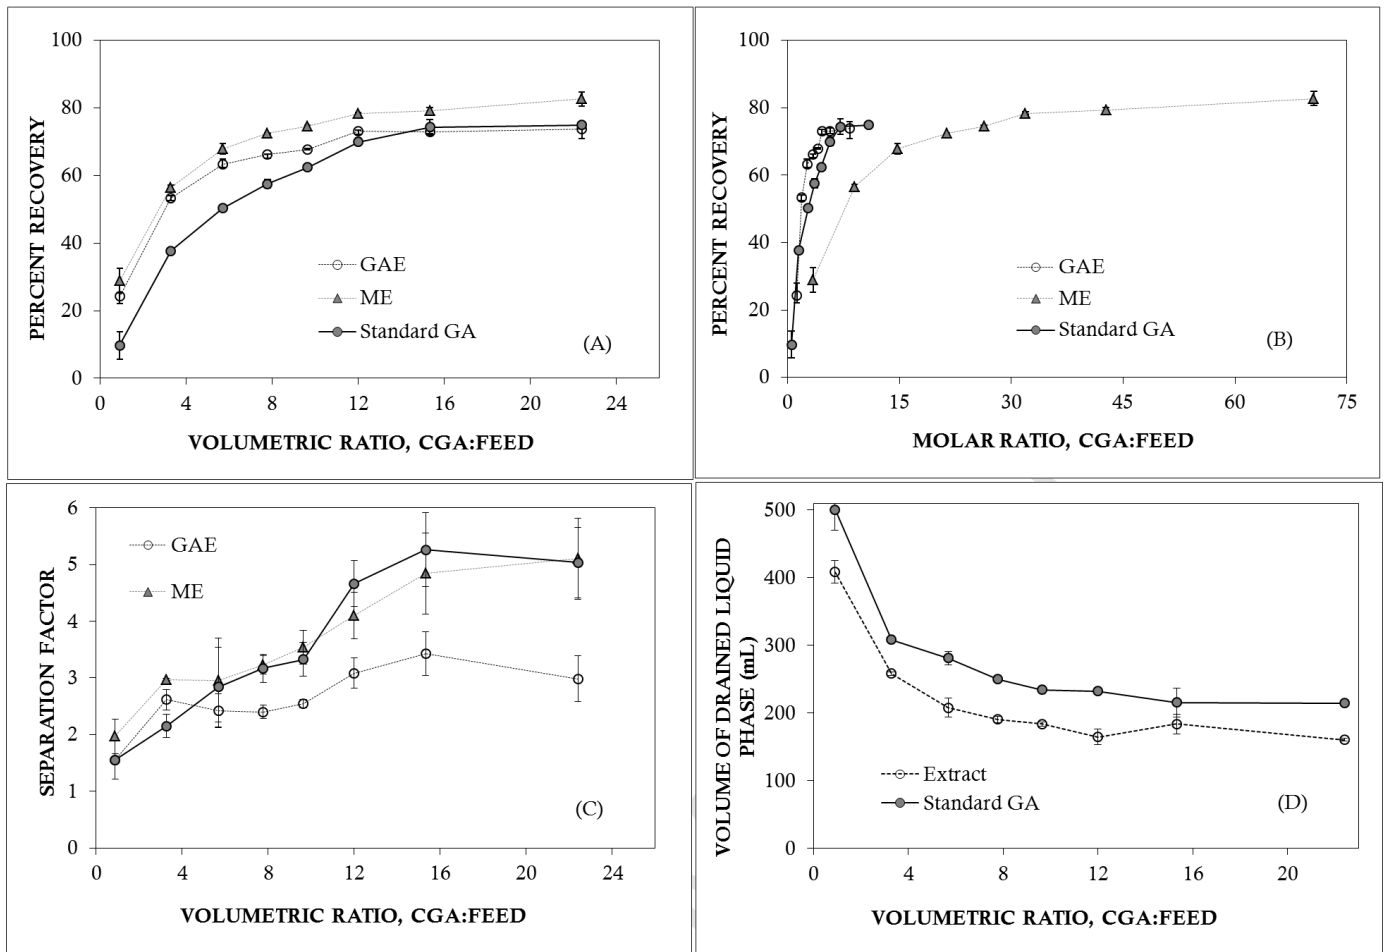 100
80
60
40
20
0
PERCENT RECOVERY
GAE
ME
Standard GA
(A)
0 4 8 12 16 20 24
VOLUMETRIC RATIO, CGA:FEED
100
80
60
40
20
0
PERCENT RECOVERY
GAE
ME
Standard GA
(B)
0 15 30 45 60 75
MOLAR RATIO, CGA:FEED
6
5
4
3
2
1
0
SEPARATION FACTOR
GAE
ME
(C)
0 4 8 12 16 20 24
VOLUMETRIC RATIO, CGA:FEED
500
400
300
200
100
0
VOLUME OF DRAINED LIQUID
PHASE (mL)
Extract
Standard GA
(D)
0 4 8 12 16 20
VOLUMETRIC RATIO, CGA:FEED